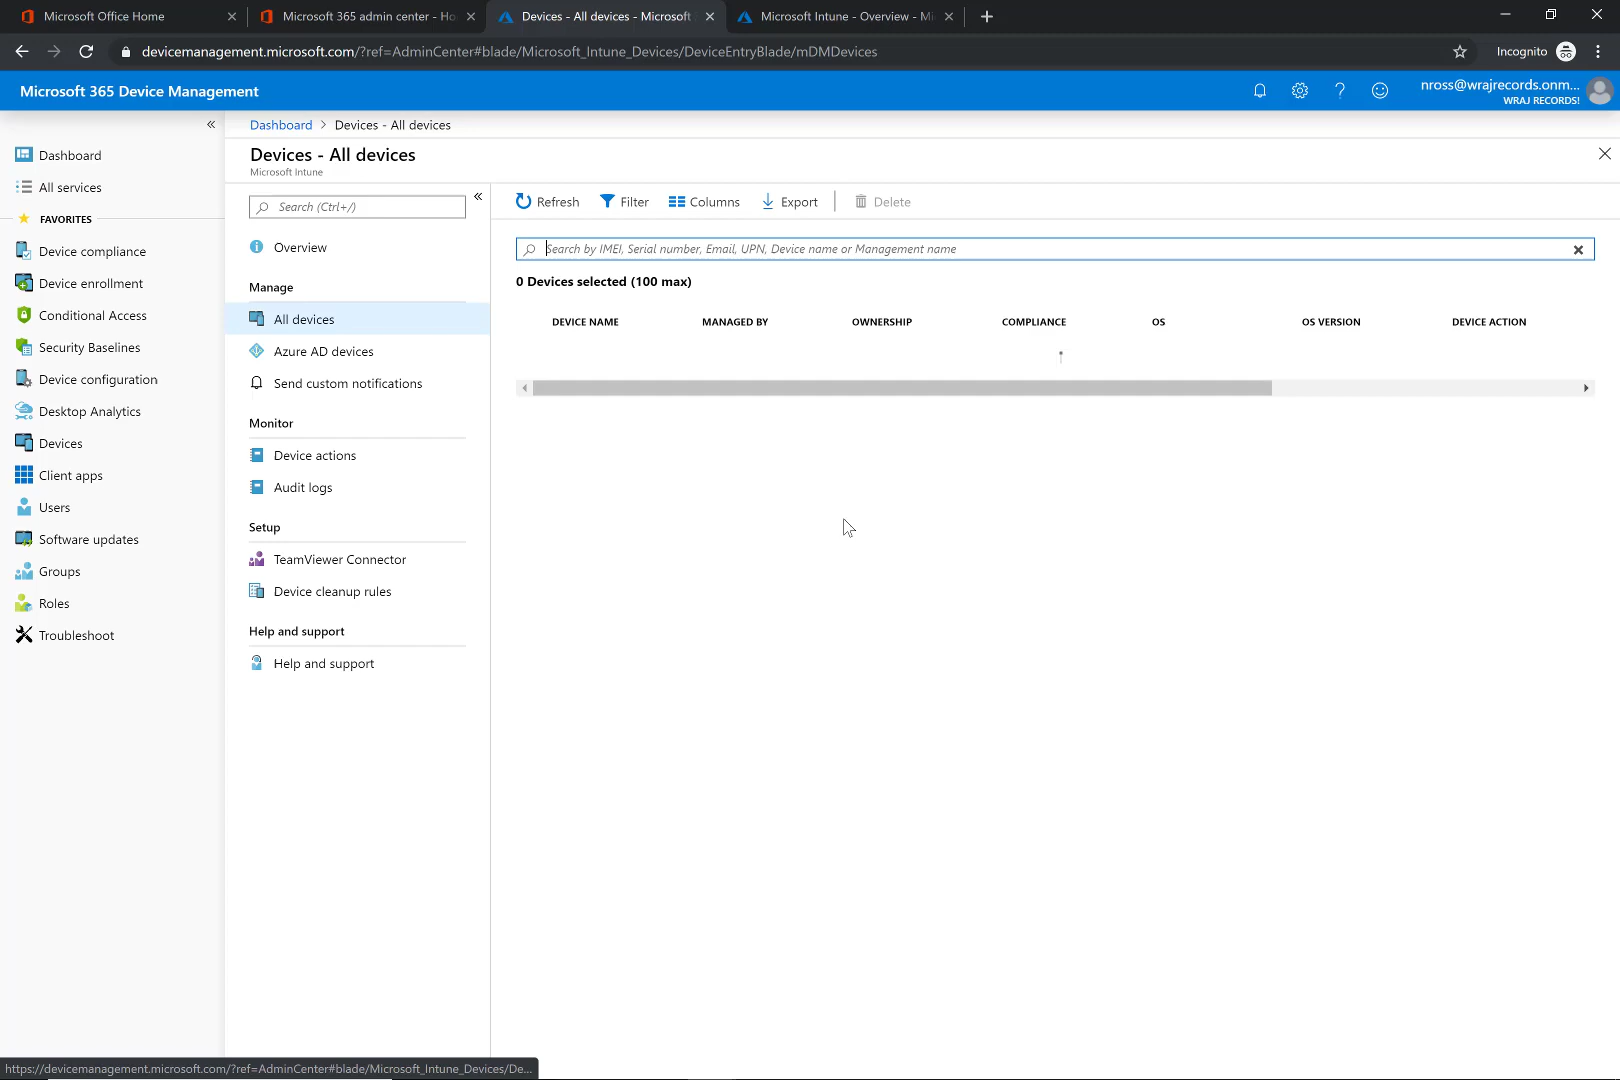 Microsoft Office Home
Microsoft 365 admin center - Ho
Devices - All devices - Microsoft
Microsoft Intune - Overview - Mi
devicemanagement.microsoft.com/?ref=AdminCenter#blade/Microsoft_Intune_Devices/DeviceEntryBlade/mDMDevices
Incognito
Microsoft 365 Device Management
nross@wrajrecords.onm...
WRAJ RECORDS!
Dashboard
All services
FAVORITES
Device compliance
Device enrollment
Conditional Access
Security Baselines
Device configuration
Desktop Analytics
Devices
Client apps
Users
Software updates
Groups
Roles
Troubleshoot
Dashboard > Devices - All devices
Devices - All devices
Microsoft Intune
Search (Ctrl+/)
Overview
Manage
All devices
Azure AD devices
Send custom notifications
Monitor
Device actions
Audit logs
Setup
TeamViewer Connector
Device cleanup rules
Help and support
Help and support
Refresh Filter Columns Export Delete
Search by IMEI, Serial number, Email, UPN, Device name or Management name
0 Devices selected (100 max)
DEVICE NAME MANAGED BY OWNERSHIP COMPLIANCE OS OS VERSION DEVICE ACTION
https://devicemanagement.microsoft.com/?ref=AdminCenter#blade/Microsoft_Intune_Devices/De...